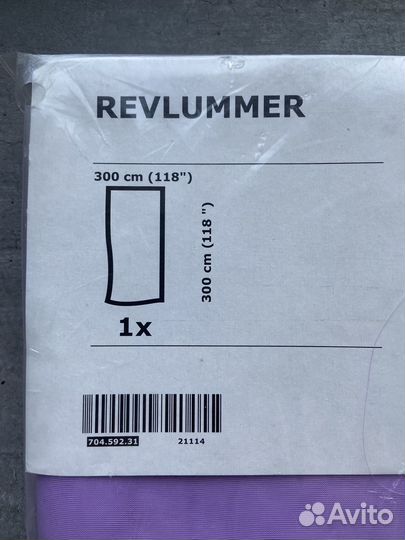 REVLUMMER
300 cm (118")
300 cm (118 ")
1x
704.592.31 21114
Avito